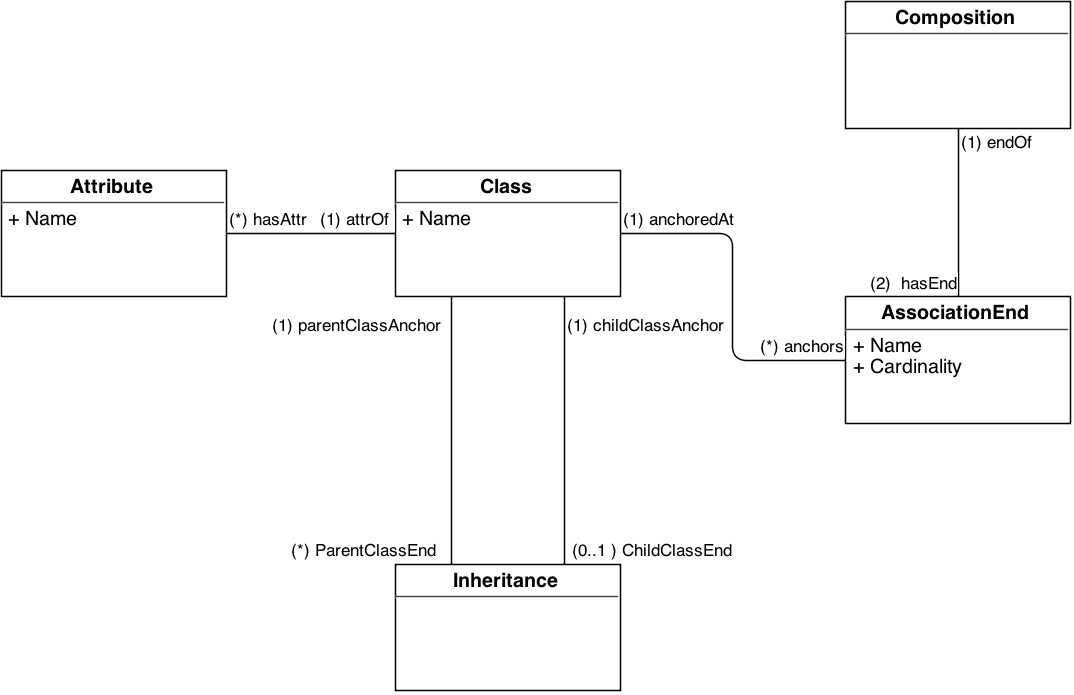 Composition
(1) endOf
Attribute
+ Name
(*) hasAttr
(1) attrOf
Class
+ Name
(1) anchoredAt
(2)  hasEnd
AssociationEnd
+ Name
+ Cardinality
(*) anchors
(1) parentClassAnchor
(1) childClassAnchor
(*) ParentClassEnd
(0..1 ) ChildClassEnd
Inheritance